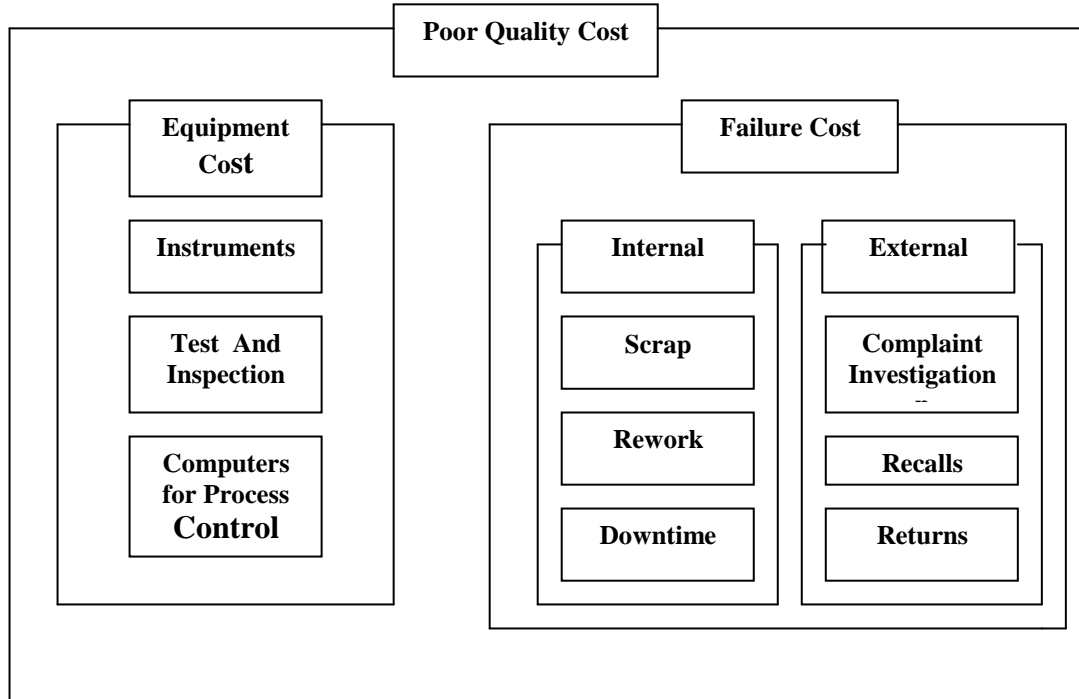 Poor Quality Cost
Equipment
Cost
Instruments
Test And
Inspection
Computers
for Process
Control
Failure Cost
Internal
Scrap
Rework
Downtime
External
Complaint
Investigation
Recalls
Returns